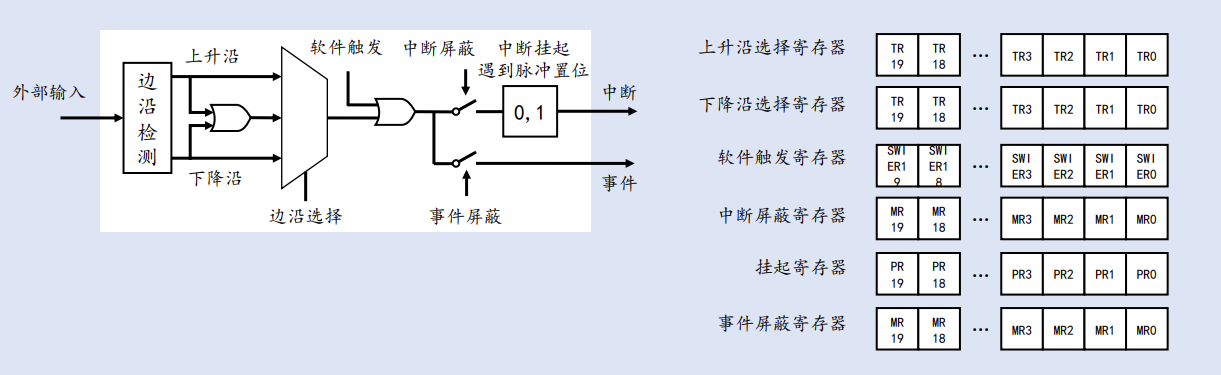 外部输入
边
沿
检
测
上升沿
下降沿
边沿选择
软件触发
中断屏蔽
中断挂起
遇到脉冲置位
0,1
中断
事件
事件屏蔽
上升沿选择寄存器
TR
19
TR
18
...
TR3
TR2
TR1
TR0
下降沿选择寄存器
TR
19
TR
18
...
TR3
TR2
TR1
TR0
软件触发寄存器
SWI
ER1
9
SWI
ER1
8
...
SWI
ER3
SWI
ER2
SWI
ER1
SWI
ER0
中断屏蔽寄存器
MR
19
MR
18
...
MR3
MR2
MR1
MR0
挂起寄存器
PR
19
PR
18
...
PR3
PR2
PR1
PR0
事件屏蔽寄存器
MR
19
MR
18
...
MR3
MR2
MR1
MR0